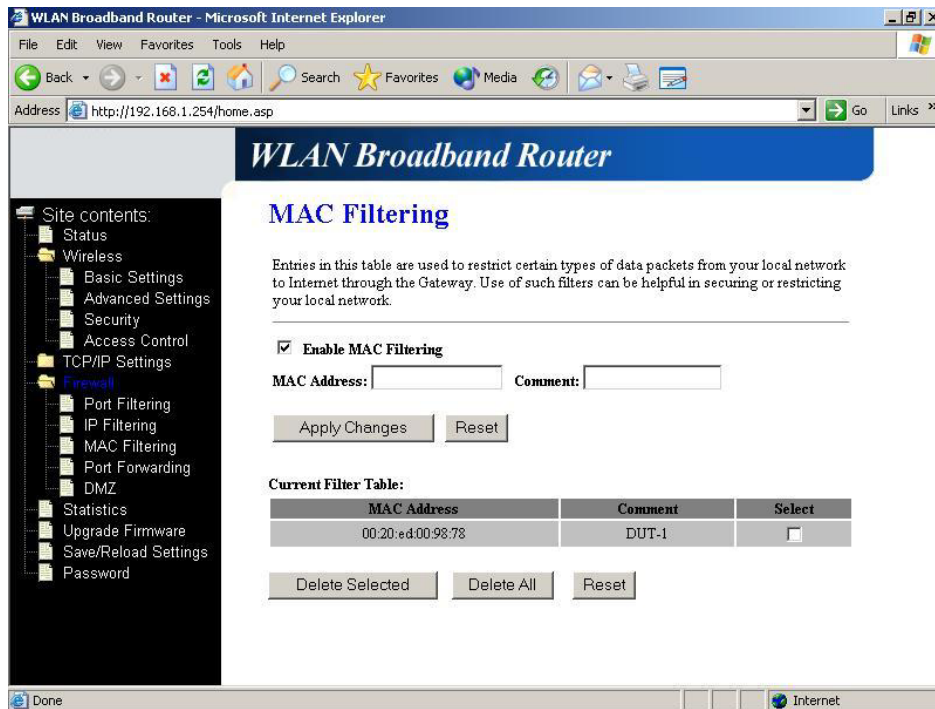 WLAN Broadband Router - Microsoft Internet Explorer
File Edit View Favorites Tools Help
Back Search Favorites Media
Address http://192.168.1.254/home.asp Go Links »
WLAN Broadband Router
Site contents:
Status
Wireless
Basic Settings
Advanced Settings
Security
Access Control
TCP/IP Settings
Firewall
Port Filtering
IP Filtering
MAC Filtering
Port Forwarding
DMZ
Statistics
Upgrade Firmware
Save/Reload Settings
Password
MAC Filtering
Entries in this table are used to restrict certain types of data packets from your local network
to Internet through the Gateway. Use of such filters can be helpful in securing or restricting
your local network.
Enable MAC Filtering
MAC Address: Comment:
Apply Changes Reset
Current Filter Table:
MAC Address Comment Select
00:20:ed:00:98:78 DUT-1
Delete Selected Delete All Reset
Done Internet